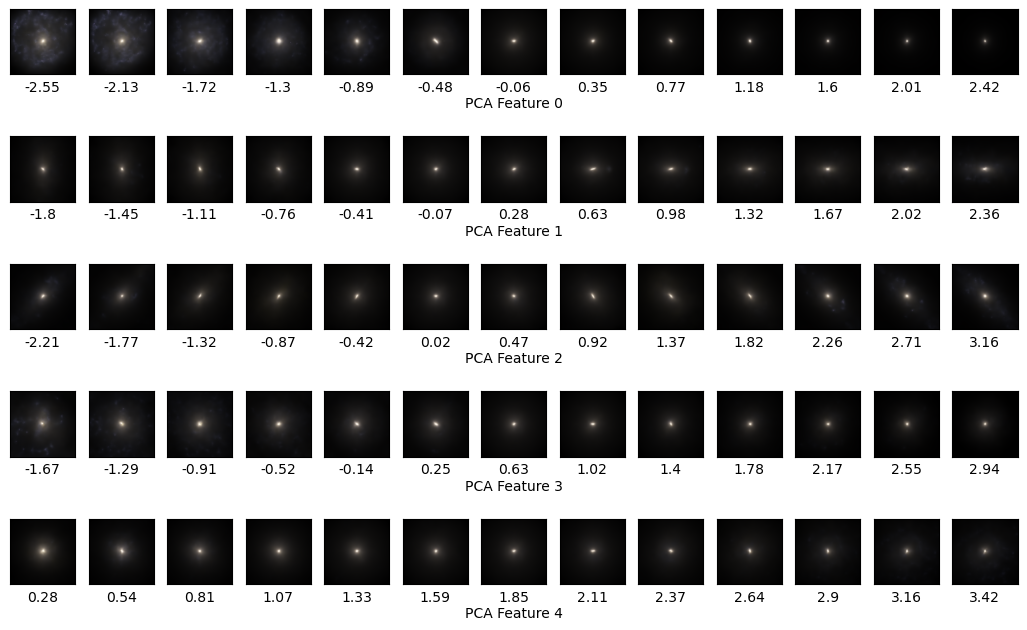 -2.55 -2.13 -1.72 -1.3 -0.89 -0.48 -0.06 0.35 0.77 1.18 1.6 2.01 2.42
PCA Feature 0
-1.8 -1.45 -1.11 -0.76 -0.41 -0.07 0.28 0.63 0.98 1.32 1.67 2.02 2.36
PCA Feature 1
-2.21 -1.77 -1.32 -0.87 -0.42 0.02 0.47 0.92 1.37 1.82 2.26 2.71 3.16
PCA Feature 2
-1.67 -1.29 -0.91 -0.52 -0.14 0.25 0.63 1.02 1.4 1.78 2.17 2.55 2.94
PCA Feature 3
0.28 0.54 0.81 1.07 1.33 1.59 1.85 2.11 2.37 2.64 2.9 3.16 3.42
PCA Feature 4